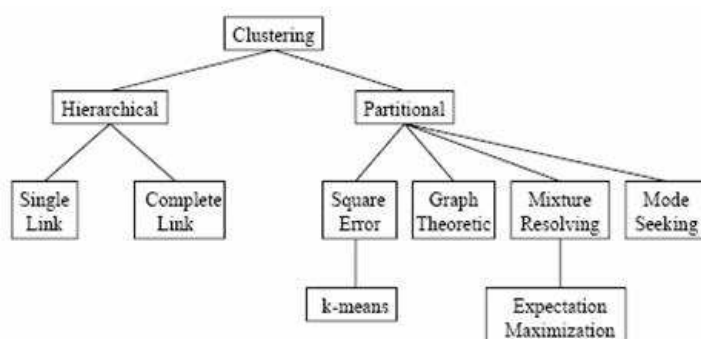 Clustering
Hierarchical
Partitional
Single
Link
Complete
Link
Square
Error
Graph
Theoretic
Mixture
Resolving
Mode
Seeking
k-means
Expectation
Maximization